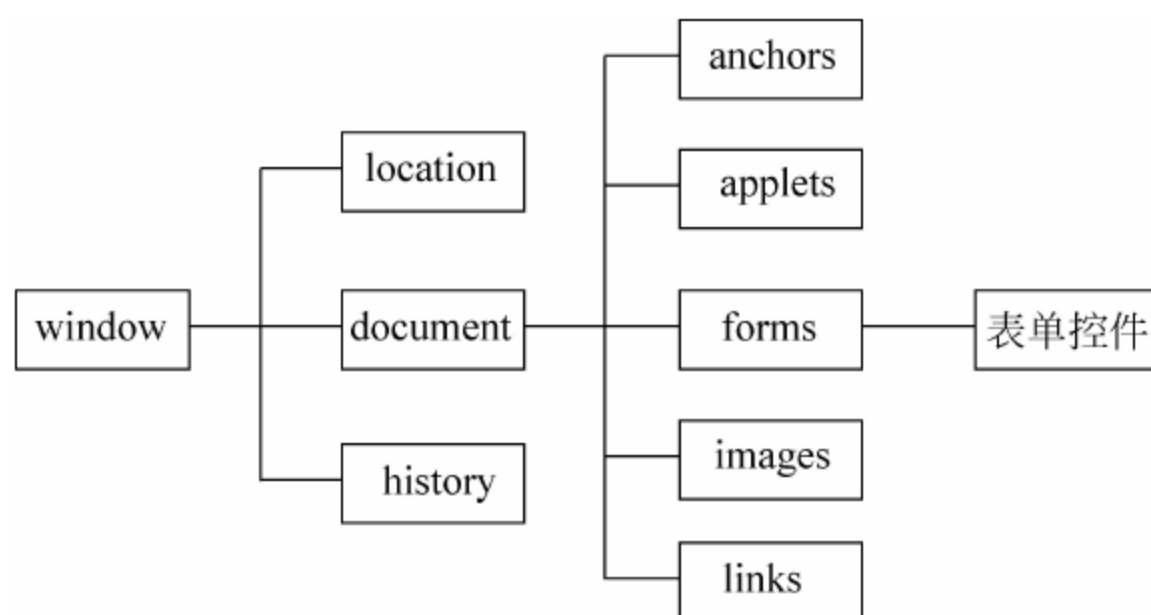 anchors
applets
location
window
document
forms
表单控件
images
history
links